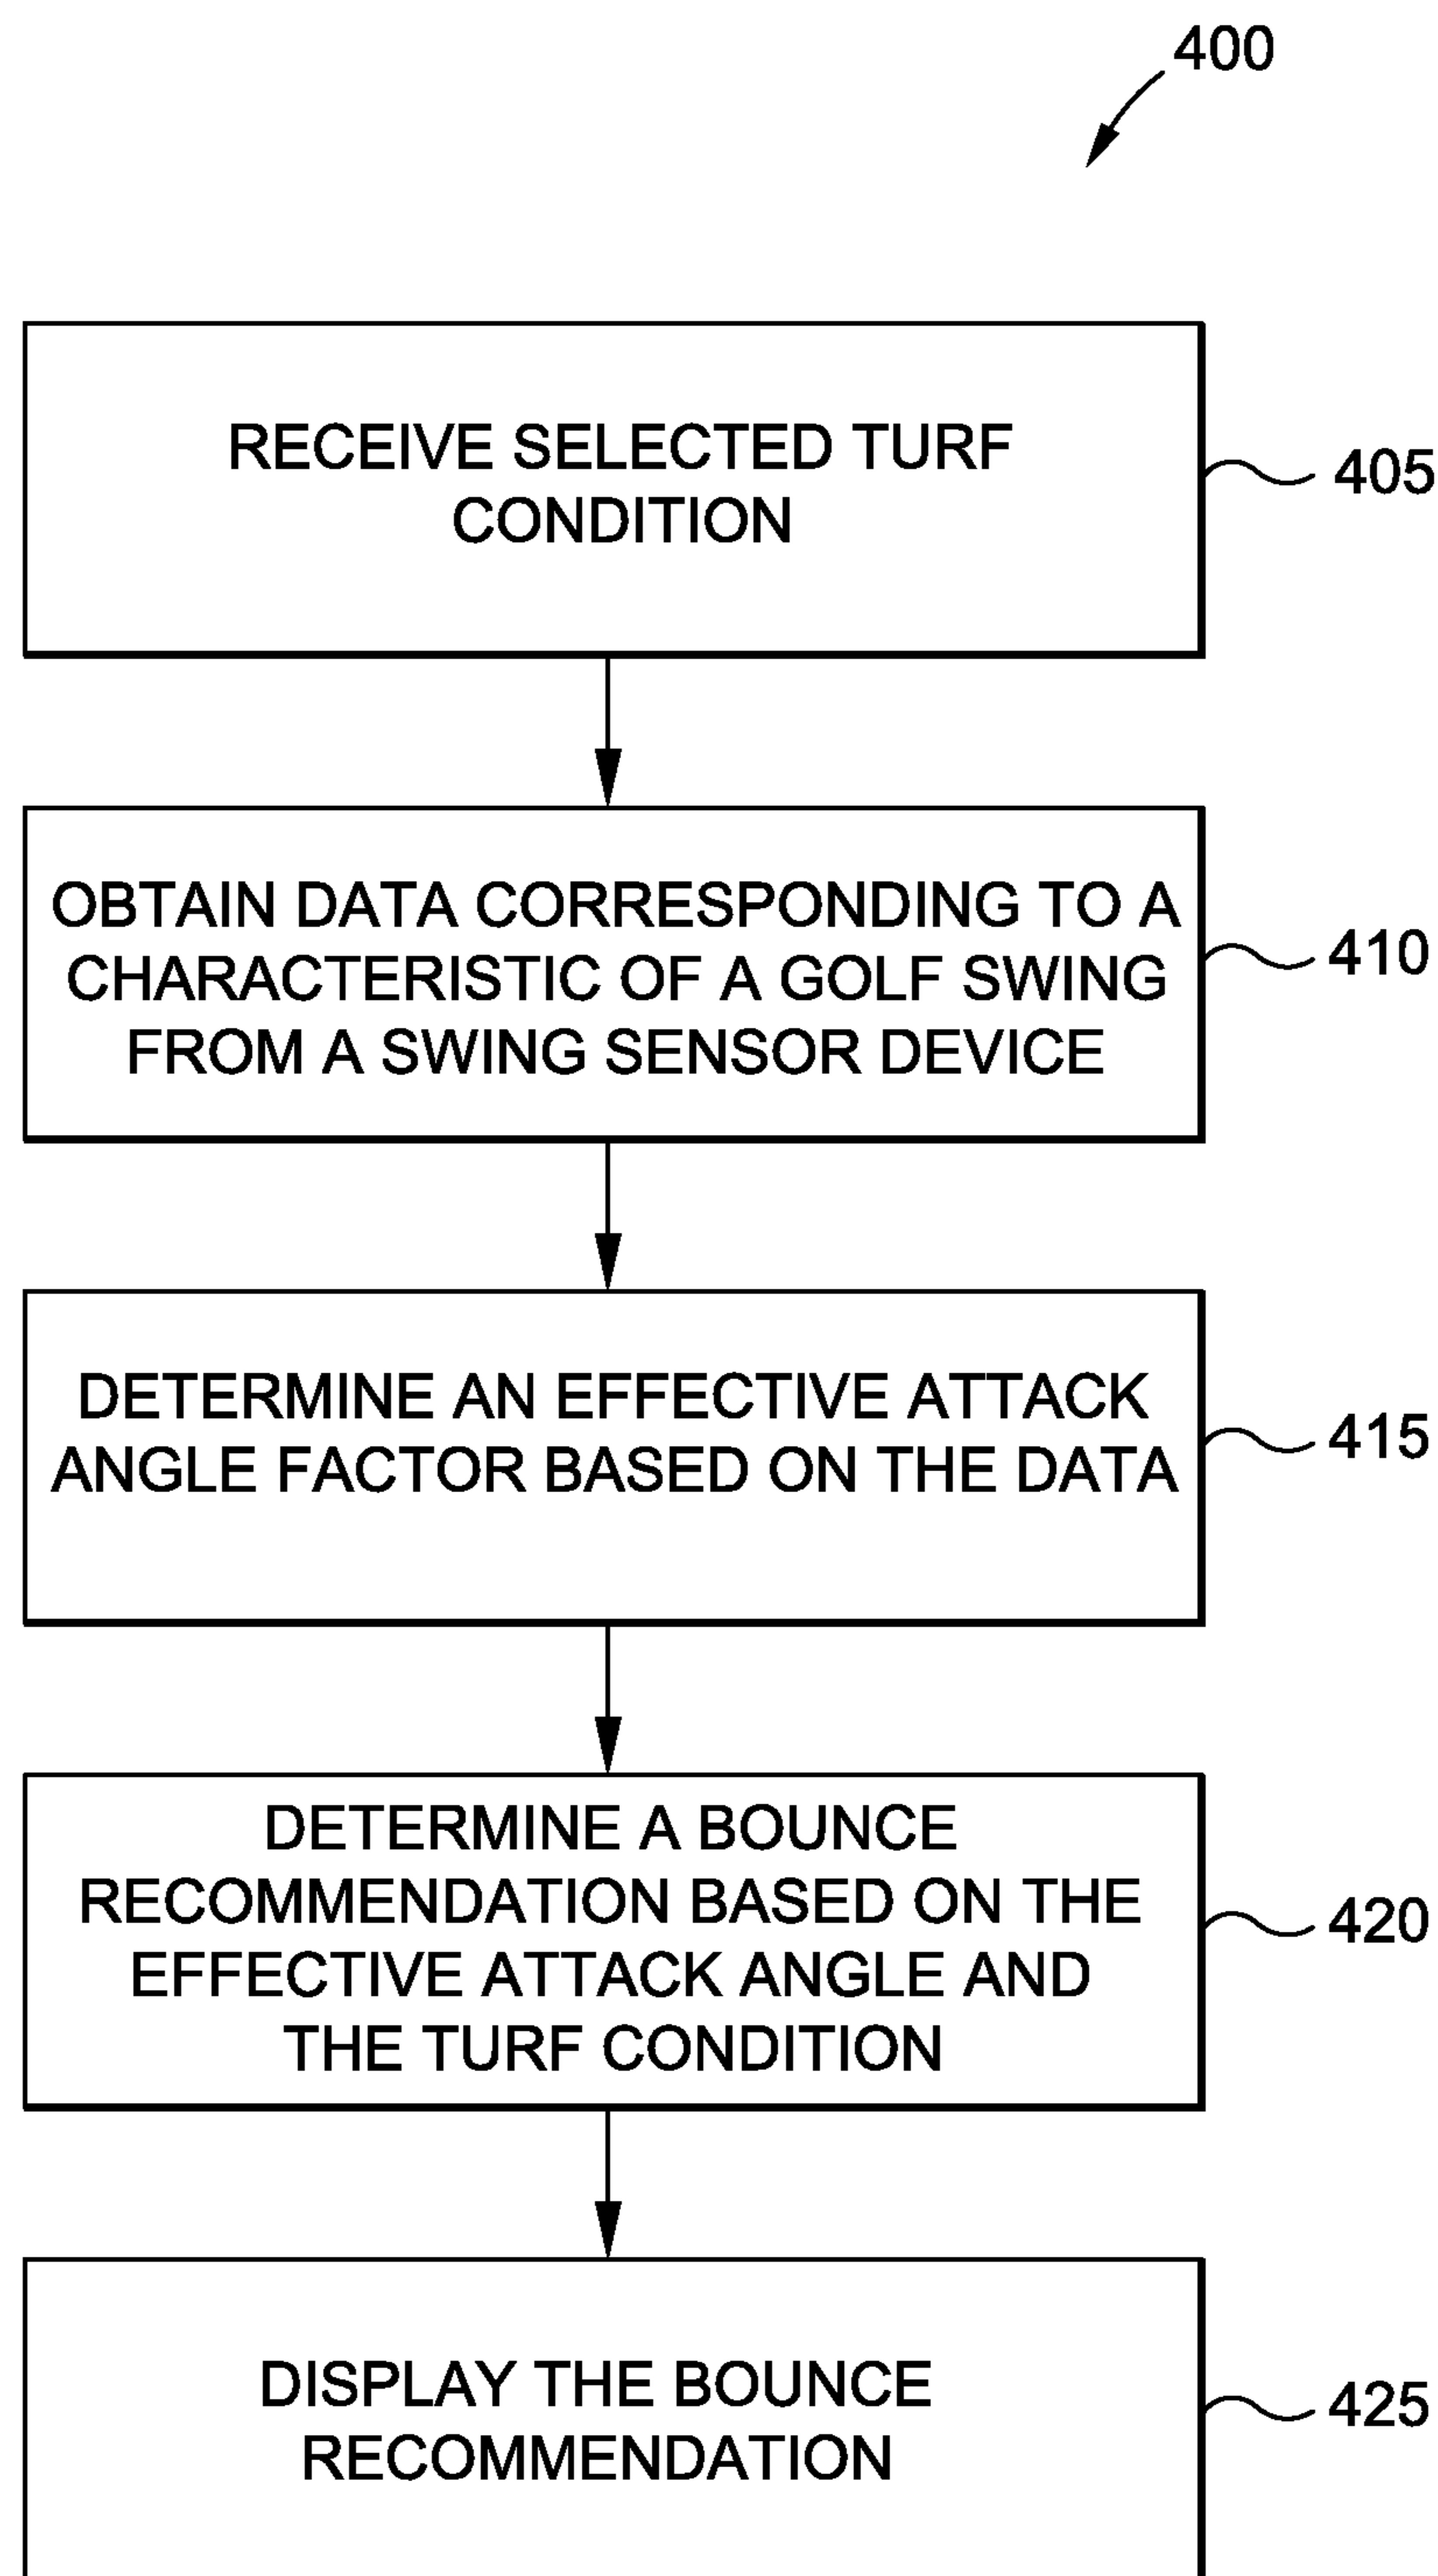 400
RECEIVE SELECTED TURF
CONDITION
405
OBTAIN DATA CORRESPONDING TO A
CHARACTERISTIC OF A GOLF SWING
FROM A SWING SENSOR DEVICE
410
DETERMINE AN EFFECTIVE ATTACK
ANGLE FACTOR BASED ON THE DATA
415
DETERMINE A BOUNCE
RECOMMENDATION BASED ON THE
EFFECTIVE ATTACK ANGLE AND
THE TURF CONDITION
420
DISPLAY THE BOUNCE
RECOMMENDATION
425